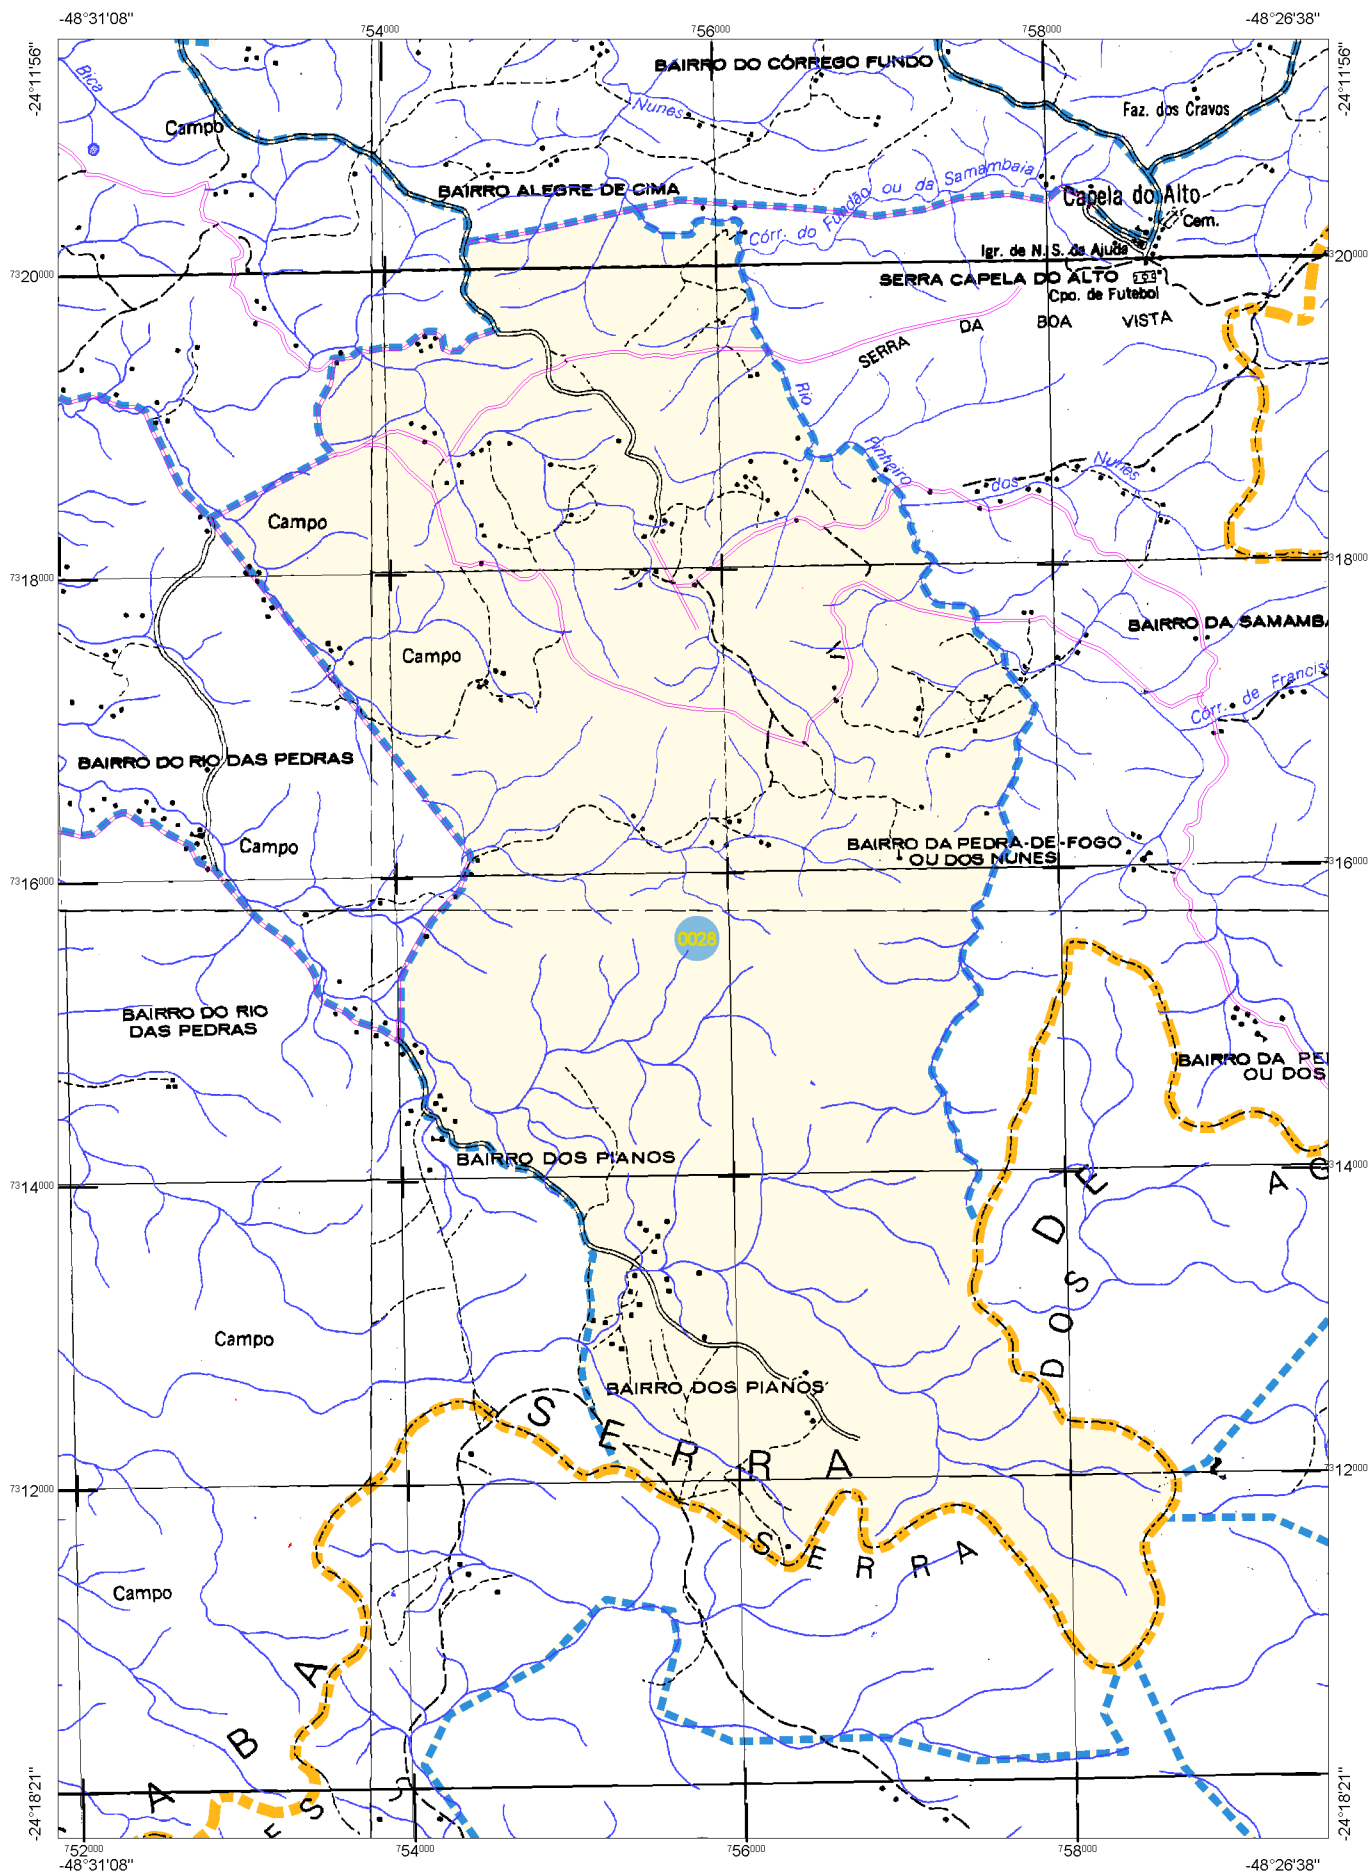 -48°31'08"
-48°26'38"
754000
756000
758000
-24°11'56"
-24°11'56"
BAIRRO DO CÓRREGO FUNDO
Bica
Nunes
Faz. dos Cravos
Campo
BAIRRO ALEGRE DE CIMA
Córr. do Fundão ou da Samambaia
Capela do Alto
Cem.
Igr. de N. S. da Ajuda
7320000
7320000
SERRA CAPELA DO ALTO
Cpo. de Futebol
SERRA DA BOA VISTA
Rio
Pinheiro
dos Nunes
Campo
7318000
7318000
BAIRRO DA SAMAMBA
Campo
Córr. de Francisc
BAIRRO DO RIO DAS PEDRAS
Campo
BAIRRO DA PEDRA-DE-FOGO
OU DOS NUNES
7316000
7316000
0028
BAIRRO DO RIO
DAS PEDRAS
BAIRRO DA PE
OU DOS
BAIRRO DOS PIANOS
7314000
7314000
DE
A
DOS
Campo
BAIRRO DOS PIANOS
SERRA
7312000
7312000
SERRA
Campo
A
B
A
S
-24°18'21"
-24°18'21"
752000
754000
756000
758000
-48°31'08"
-48°26'38"